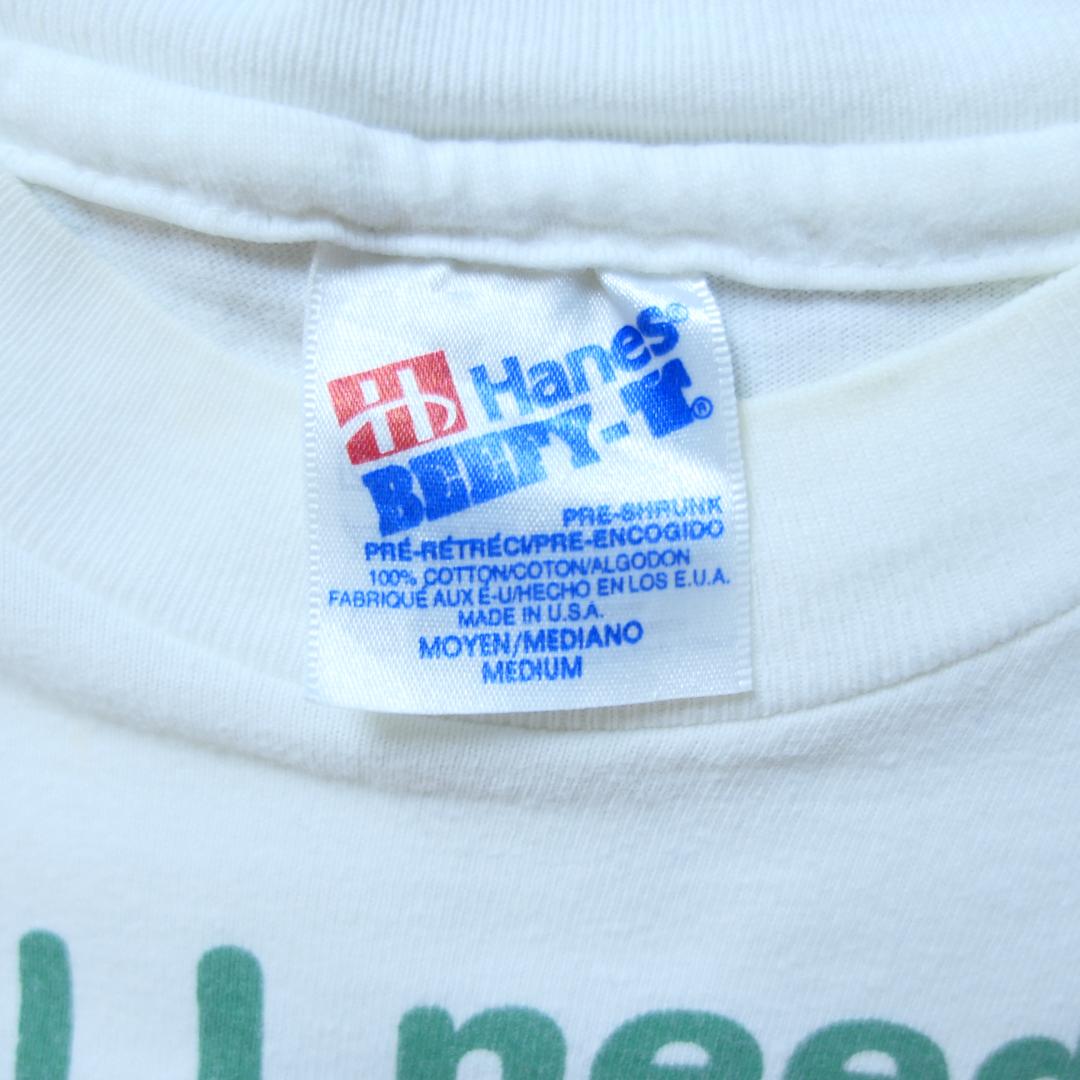 Hanes®
BEEFY-T®
PRE-SHRUNK
PRÉ-RÉTRÉCI/PRE-ENCOGIDO
100% COTTON/COTON/ALGODON
FABRIQUÉ AUX É-U/HECHO EN LOS E.U.A.
MADE IN U.S.A.
MOYEN/MEDIANO
MEDIUM
I need